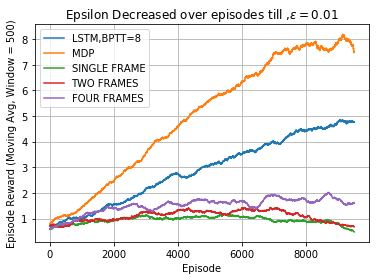 Epsilon Decreased over episodes till ,ε = 0.01
Episode Reward (Moving Avg. Window = 500)
8
7
6
5
4
3
2
1
LSTM,BPTT=8
MDP
SINGLE FRAME
TWO FRAMES
FOUR FRAMES
0 2000 4000 6000 8000
Episode